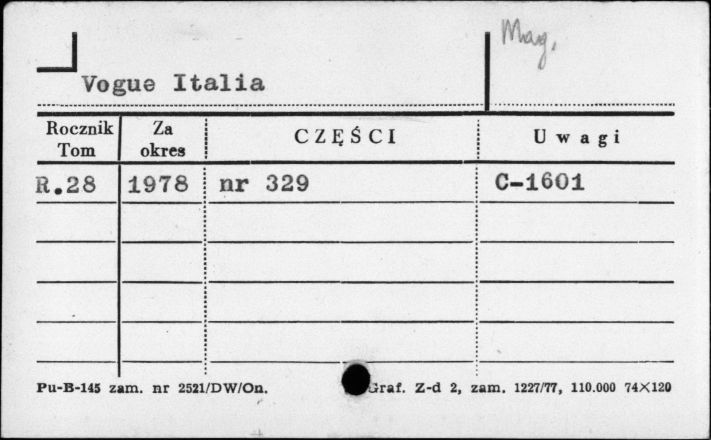 Mag.
Vogue Italia
Rocznik Tom Za okres CZĘŚCI Uwagi
R.28 1978 nr 329 C-1601
Pu-B-145 zam. nr 2521/DW/On. Graf. Z-d 2, zam. 1227/77, 110.000 74×120